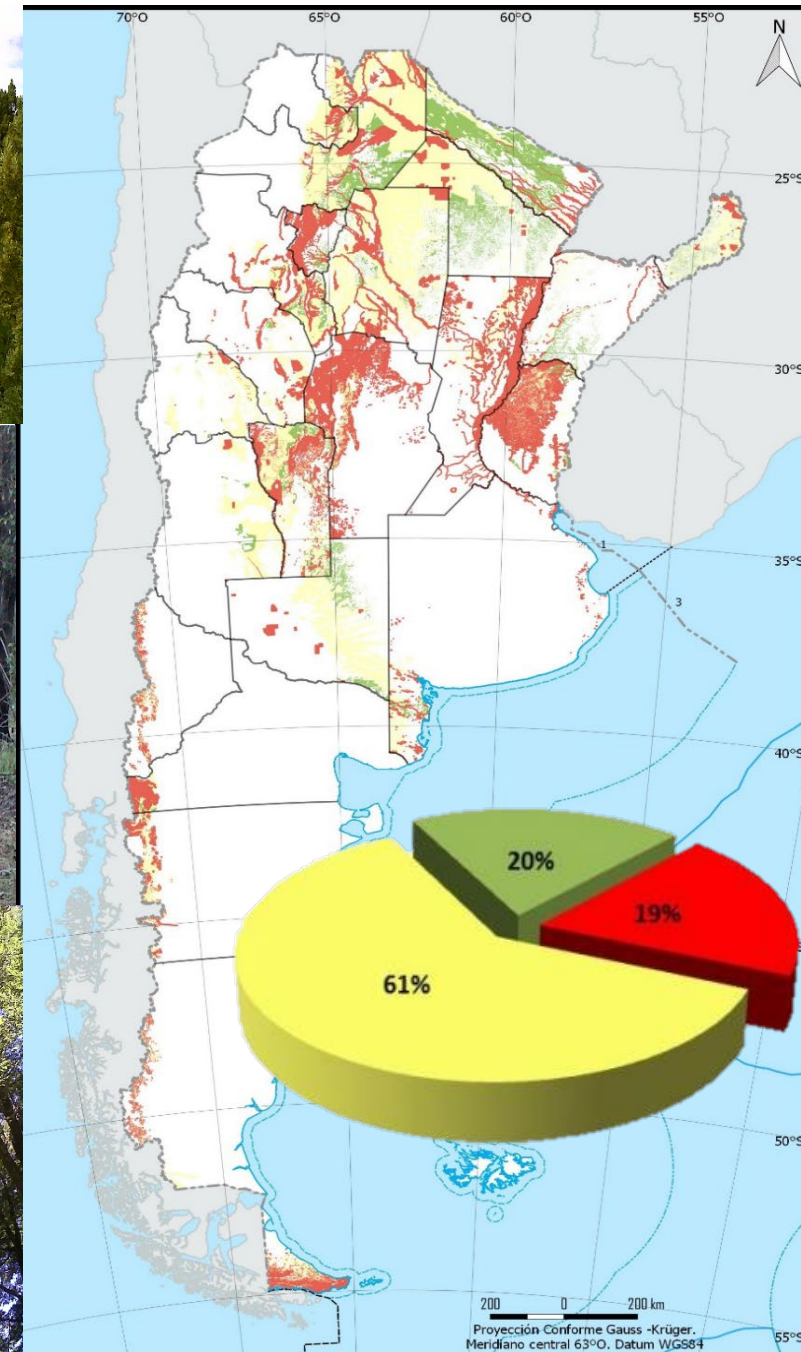 70°O
65°O
60°O
55°O
N
25°S
30°S
35°S
1
3
40°S
20%
19%
61%
50°S
200 0 200 km
Proyección Conforme Gauss -Krüger.
Meridiano central 63°O. Datum WGS84
55°S